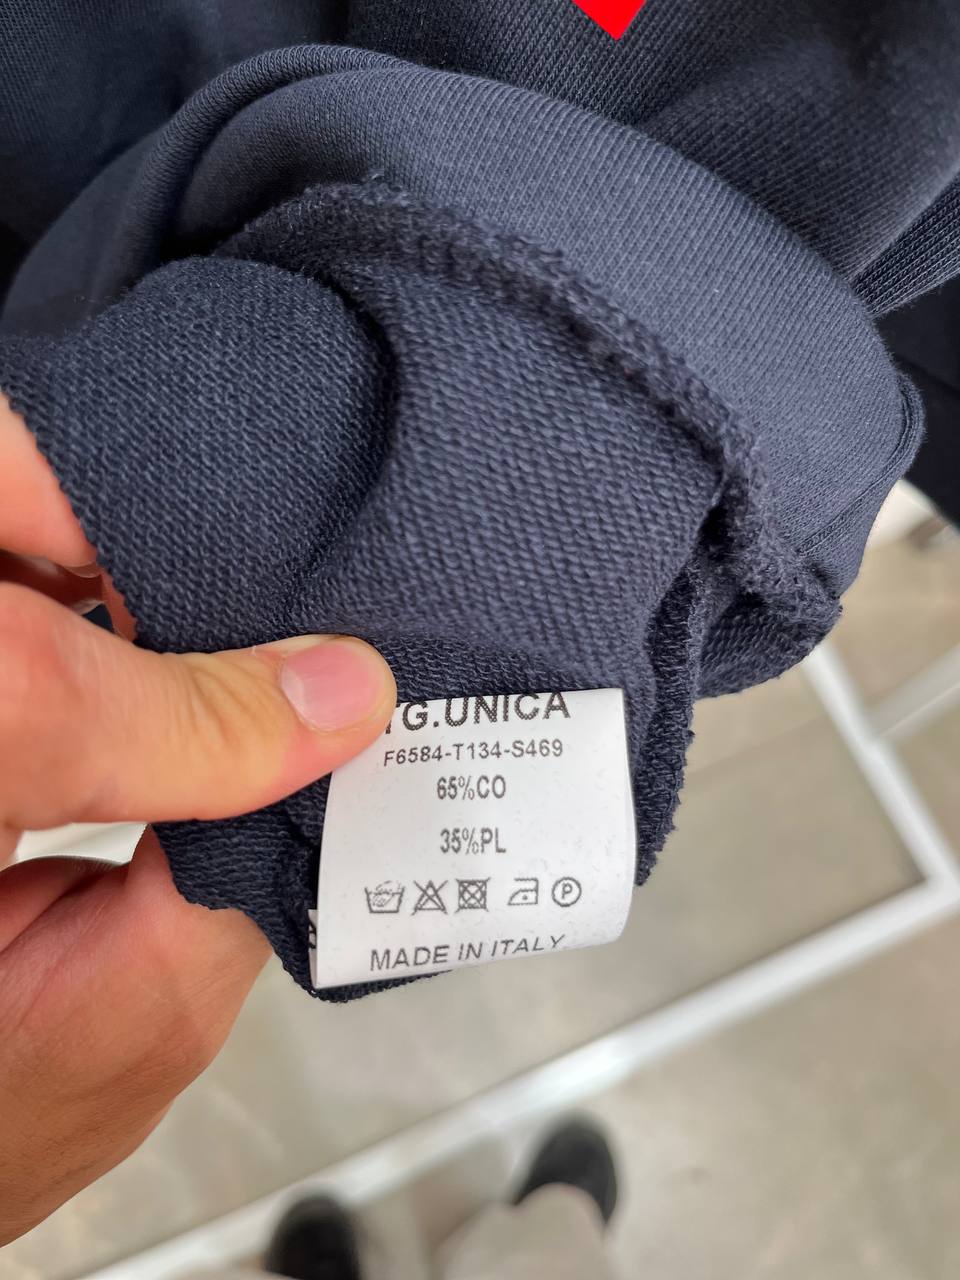 TG.UNICA
F6584-T134-S469
65%CO
35%PL
P
MADE IN ITALY